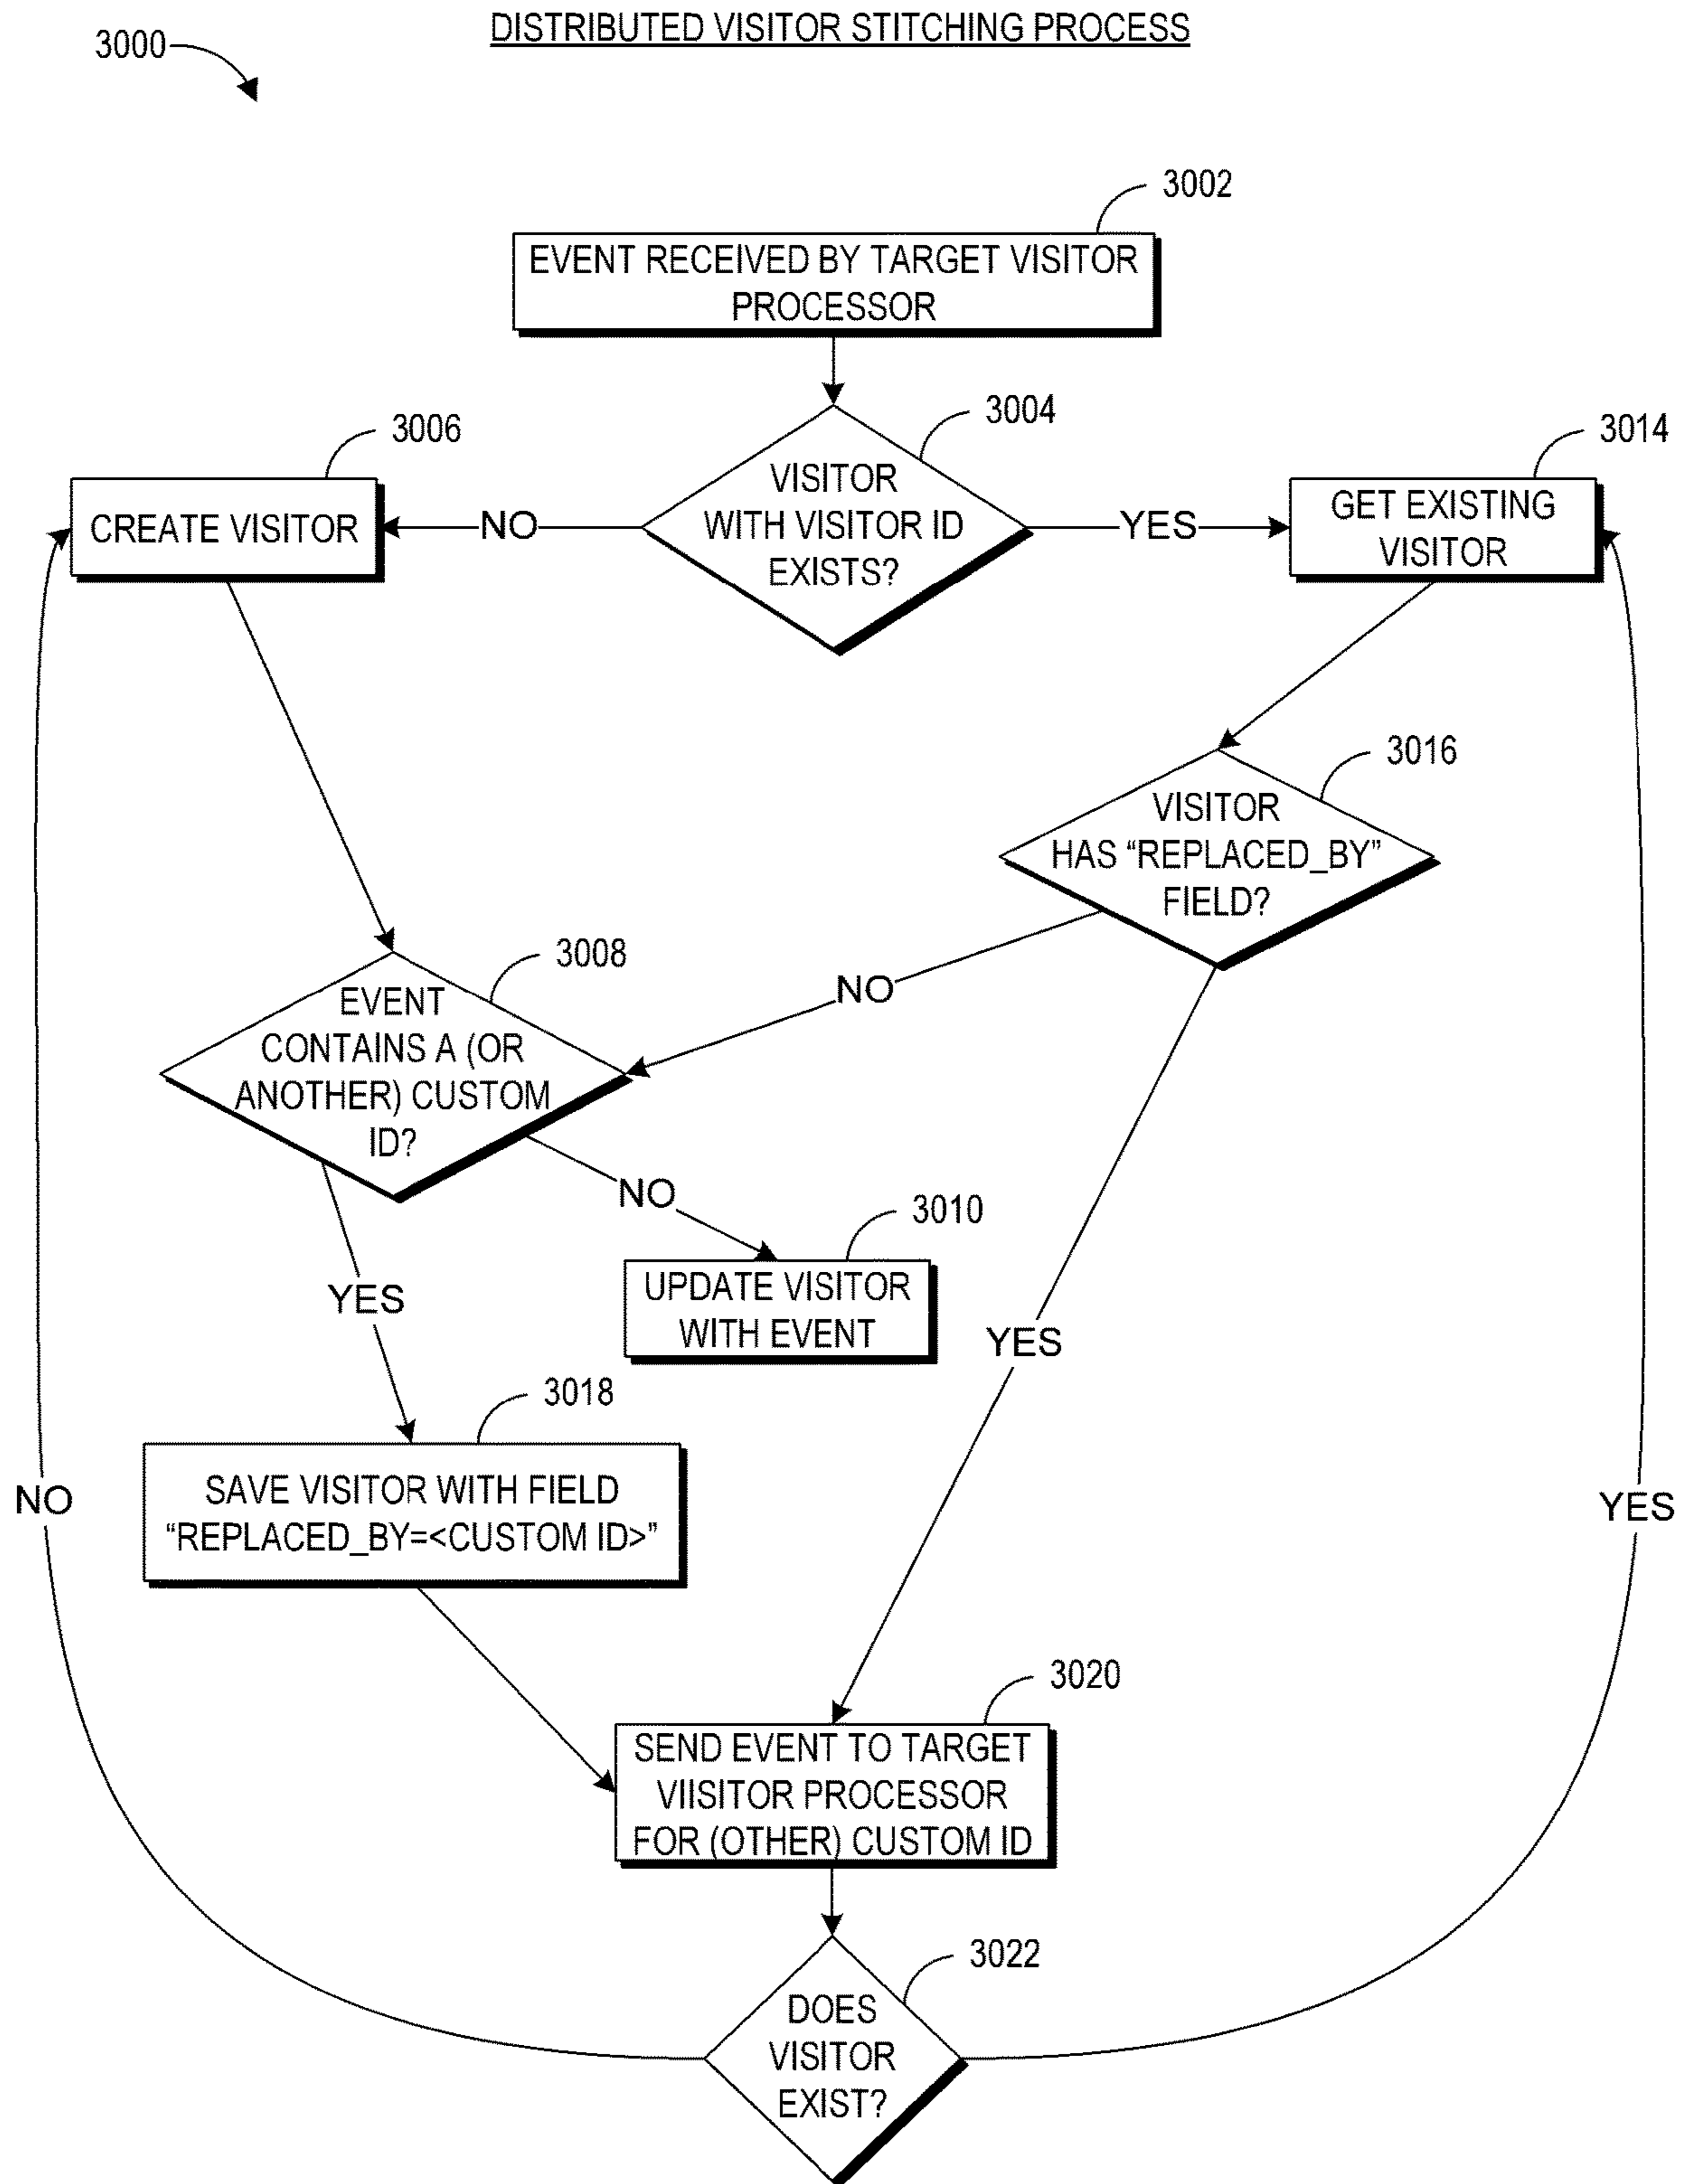 DISTRIBUTED VISITOR STITCHING PROCESS
3000
3002
EVENT RECEIVED BY TARGET VISITOR
PROCESSOR
3004
VISITOR
WITH VISITOR ID
EXISTS?
NO
YES
3006
CREATE VISITOR
3014
GET EXISTING
VISITOR
3016
VISITOR
HAS “REPLACED_BY”
FIELD?
NO
YES
3008
EVENT
CONTAINS A (OR
ANOTHER) CUSTOM
ID?
NO
YES
3010
UPDATE VISITOR
WITH EVENT
3018
SAVE VISITOR WITH FIELD
“REPLACED_BY=<CUSTOM ID>”
3020
SEND EVENT TO TARGET
VIISITOR PROCESSOR
FOR (OTHER) CUSTOM ID
3022
DOES
VISITOR
EXIST?
NO
YES